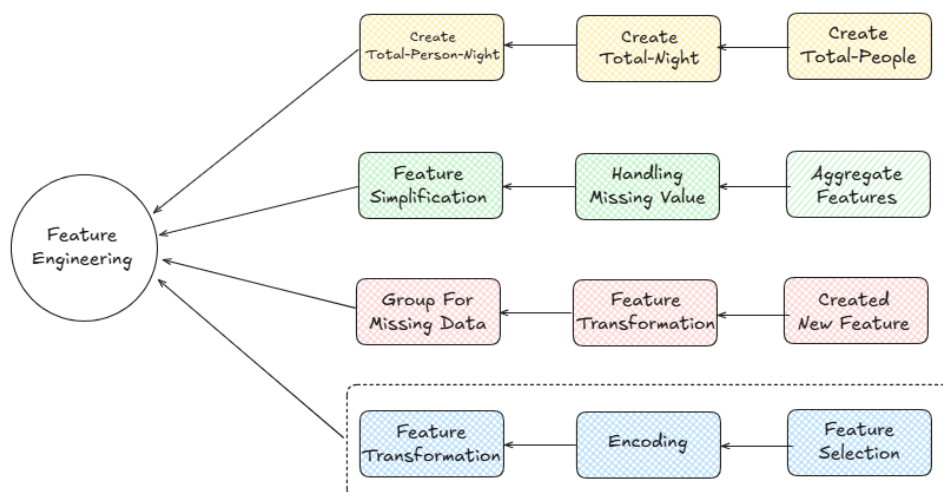 Create
Total-Person-Night
Create
Total-Night
Create
Total-People
Feature
Simplification
Handling
Missing Value
Aggregate
Features
Feature
Engineering
Group For
Missing Data
Feature
Transformation
Created
New Feature
Feature
Transformation
Encoding
Feature
Selection